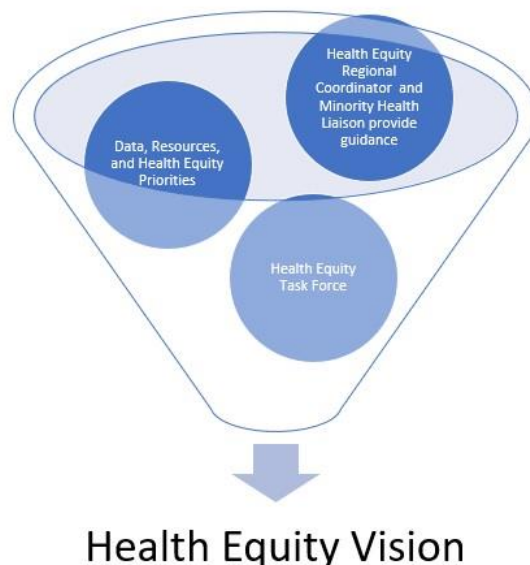 Health Equity
Regional
Coordinator and
Minority Health
Liaison provide
guidance
Data, Resources,
and Health Equity
Priorities
Health Equity
Task Force
Health Equity Vision